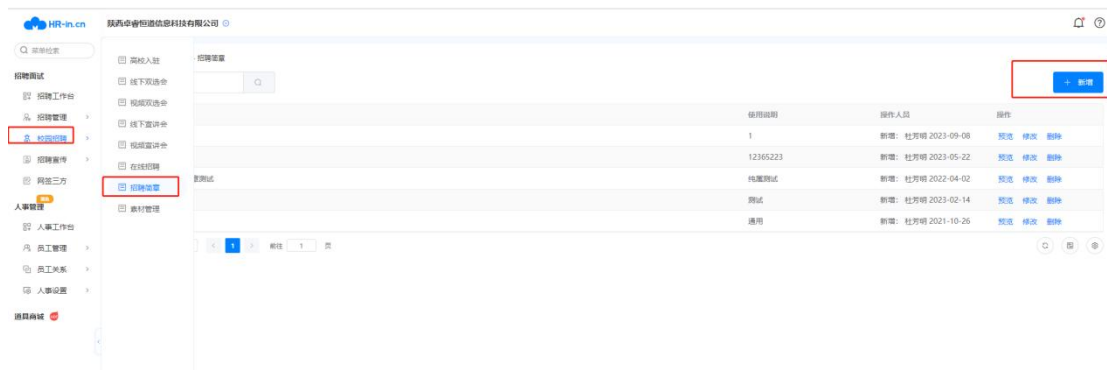 HR-in.cn
陕西卓睿恒道信息科技有限公司
菜单检索
招聘面试
招聘工作台
招聘管理
校园招聘
招聘宣传
网签三方
人事管理
人事工作台
员工管理
员工关系
人事设置
道具商城
高校入驻
线下双选会
视频双选会
线下宣讲会
视频宣讲会
在线招聘
招聘简章
素材管理
招聘简章
+ 新增
使用说明 操作人员 操作
1 新增: 杜芳明 2023-09-08 预览 修改 删除
12365223 新增: 杜芳明 2023-05-22 预览 修改 删除
测试 纯属测试 新增: 杜芳明 2022-04-02 预览 修改 删除
测试 新增: 杜芳明 2023-02-14 预览 修改 删除
通用 新增: 杜芳明 2021-10-26 预览 修改 删除
1 前往 1 页